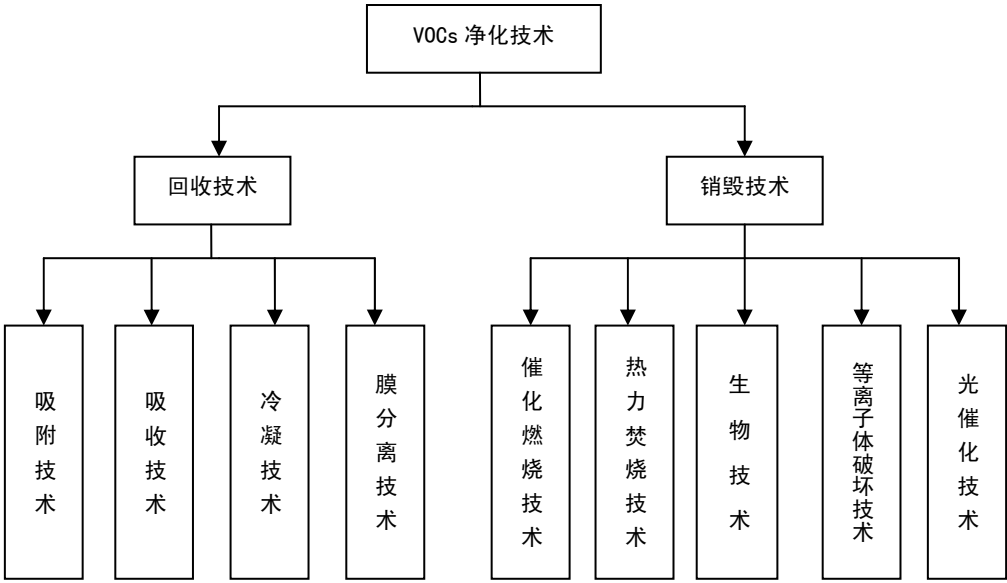 VOCs 净化技术
回收技术
销毁技术
吸附技术
吸收技术
冷凝技术
膜分离技术
催化燃烧技术
热力焚烧技术
生物技术
等离子体破坏技术
光催化技术